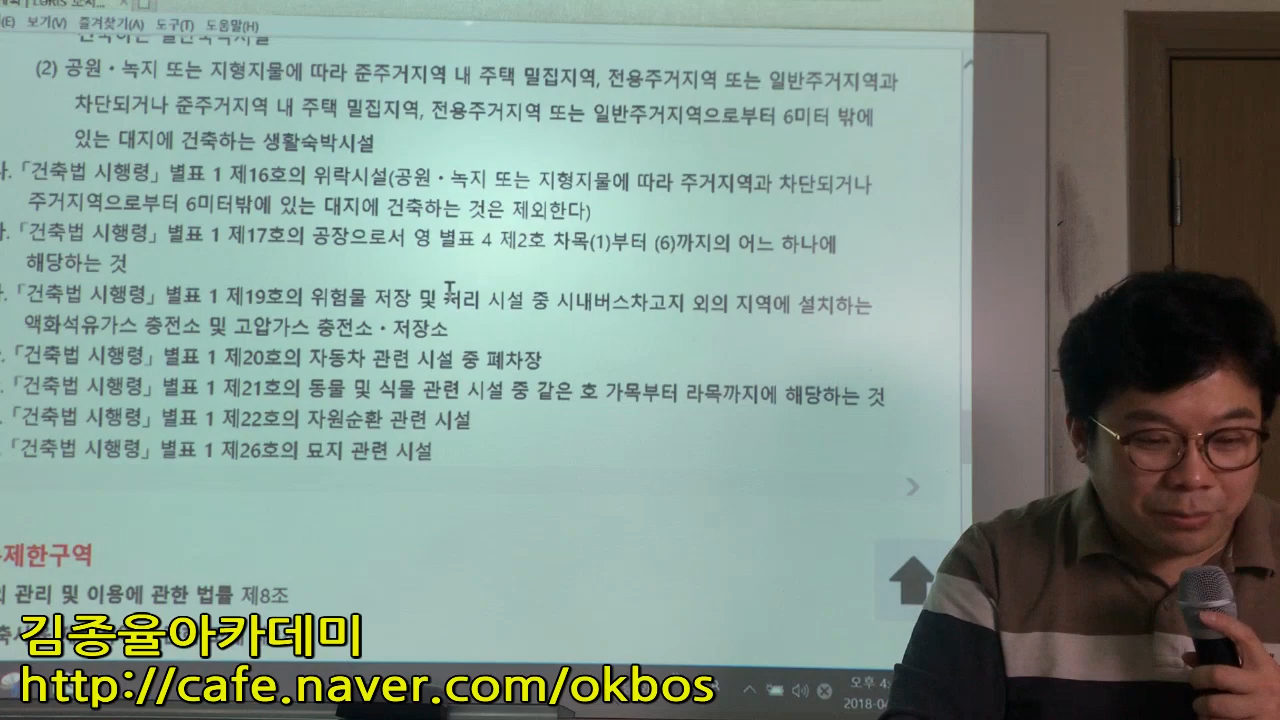 보기(V) 즐겨찾기(A) 도구(T) 도움말(H)
(2) 공원・녹지 또는 지형지물에 따라 준주거지역 내 주택 밀집지역, 전용주거지역 또는 일반주거지역과
차단되거나 준주거지역 내 주택 밀집지역, 전용주거지역 또는 일반주거지역으로부터 6미터 밖에
있는 대지에 건축하는 생활숙박시설
「건축법 시행령」 별표 1 제16호의 위락시설(공원・녹지 또는 지형지물에 따라 주거지역과 차단되거나
주거지역으로부터 6미터밖에 있는 대지에 건축하는 것은 제외한다)
「건축법 시행령」 별표 1 제17호의 공장으로서 영 별표 4 제2호 차목(1)부터 (6)까지의 어느 하나에
해당하는 것
「건축법 시행령」 별표 1 제19호의 위험물 저장 및 처리 시설 중 시내버스차고지 외의 지역에 설치하는
액화석유가스 충전소 및 고압가스 충전소・저장소
「건축법 시행령」 별표 1 제20호의 자동차 관련 시설 중 폐차장
「건축법 시행령」 별표 1 제21호의 동물 및 식물 관련 시설 중 같은 호 가목부터 라목까지에 해당하는 것
「건축법 시행령」 별표 1 제22호의 자원순환 관련 시설
「건축법 시행령」 별표 1 제26호의 묘지 관련 시설
제한구역
관리 및 이용에 관한 법률 제8조
김종율아카데미
http://cafe.naver.com/okbos
오후 4:
2018-0